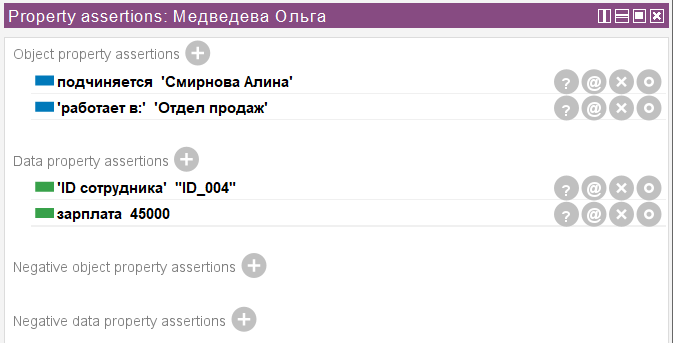 Property assertions: Медведева Ольга
Object property assertions
подчиняется 'Смирнова Алина'
'работает в:' 'Отдел продаж'
Data property assertions
'ID сотрудника' "ID_004"
зарплата 45000
Negative object property assertions
Negative data property assertions